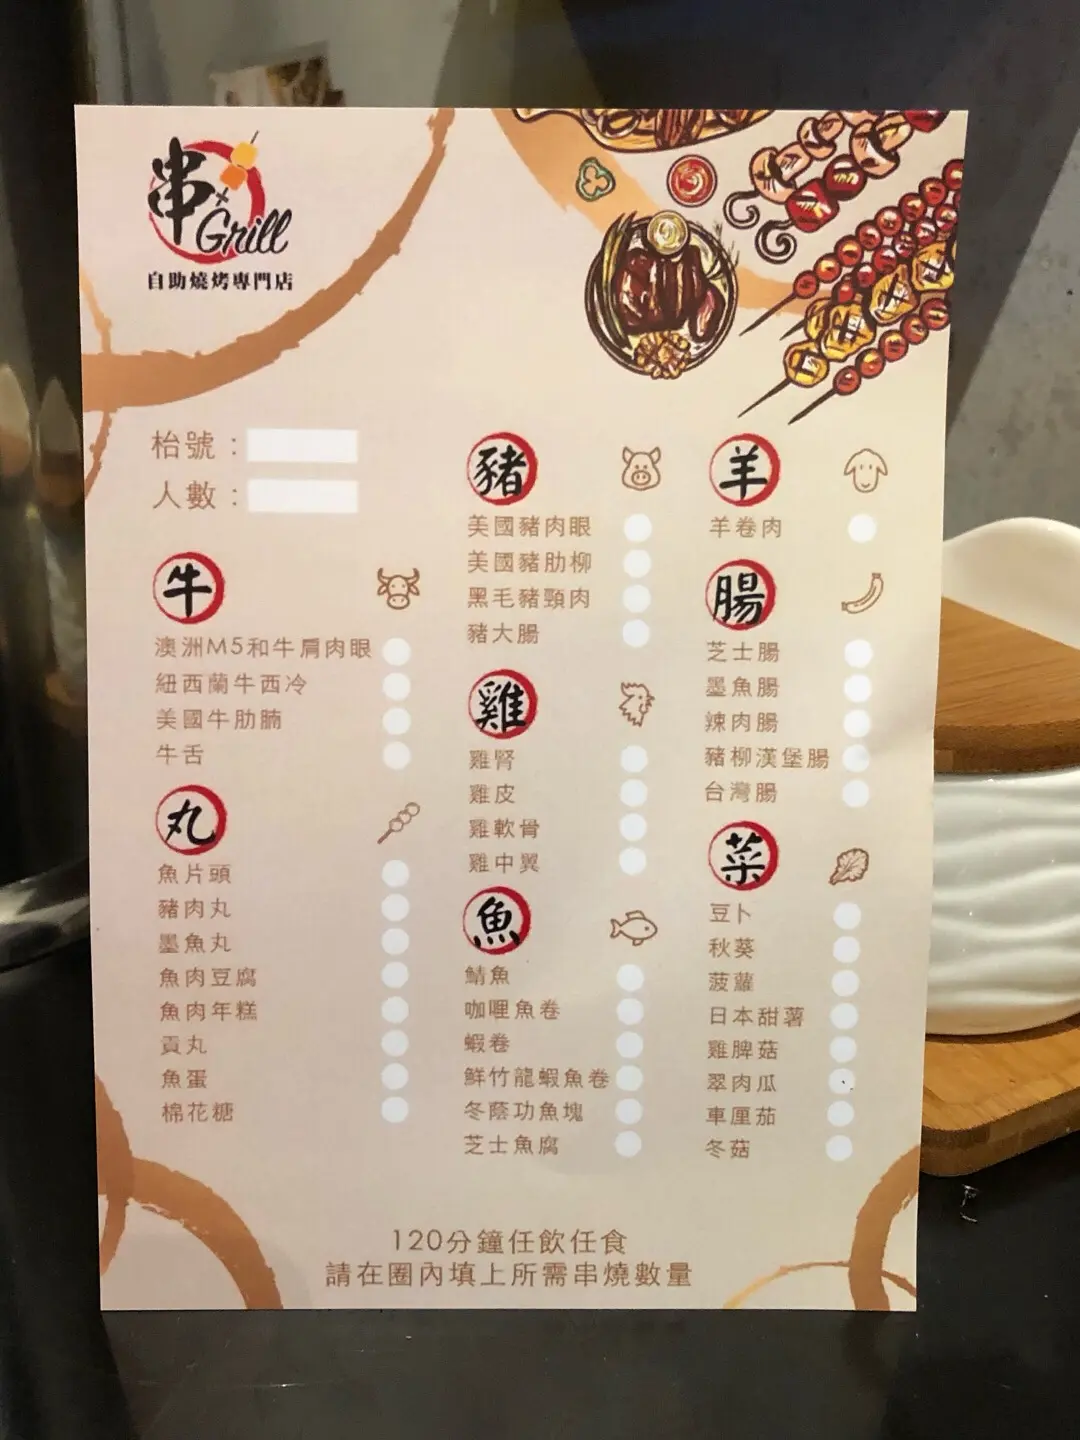 串×Grill
自助燒烤專門店
枱號：
人數：
牛
澳洲M5和牛肩肉眼
紐西蘭牛西冷
美國牛肋腩
牛舌
丸
魚片頭
豬肉丸
墨魚丸
魚肉豆腐
魚肉年糕
貢丸
魚蛋
棉花糖
豬
美國豬肉眼
美國豬肋柳
黑毛豬頸肉
豬大腸
雞
雞腎
雞皮
雞軟骨
雞中翼
魚
鯖魚
咖哩魚卷
蝦卷
鮮竹龍蝦魚卷
冬蔭功魚塊
芝士魚腐
羊
羊卷肉
腸
芝士腸
墨魚腸
辣肉腸
豬柳漢堡腸
台灣腸
菜
豆卜
秋葵
菠蘿
日本甜薯
雞脾菇
翠肉瓜
車厘茄
冬菇
120分鐘任飲任食
請在圈內填上所需串燒數量